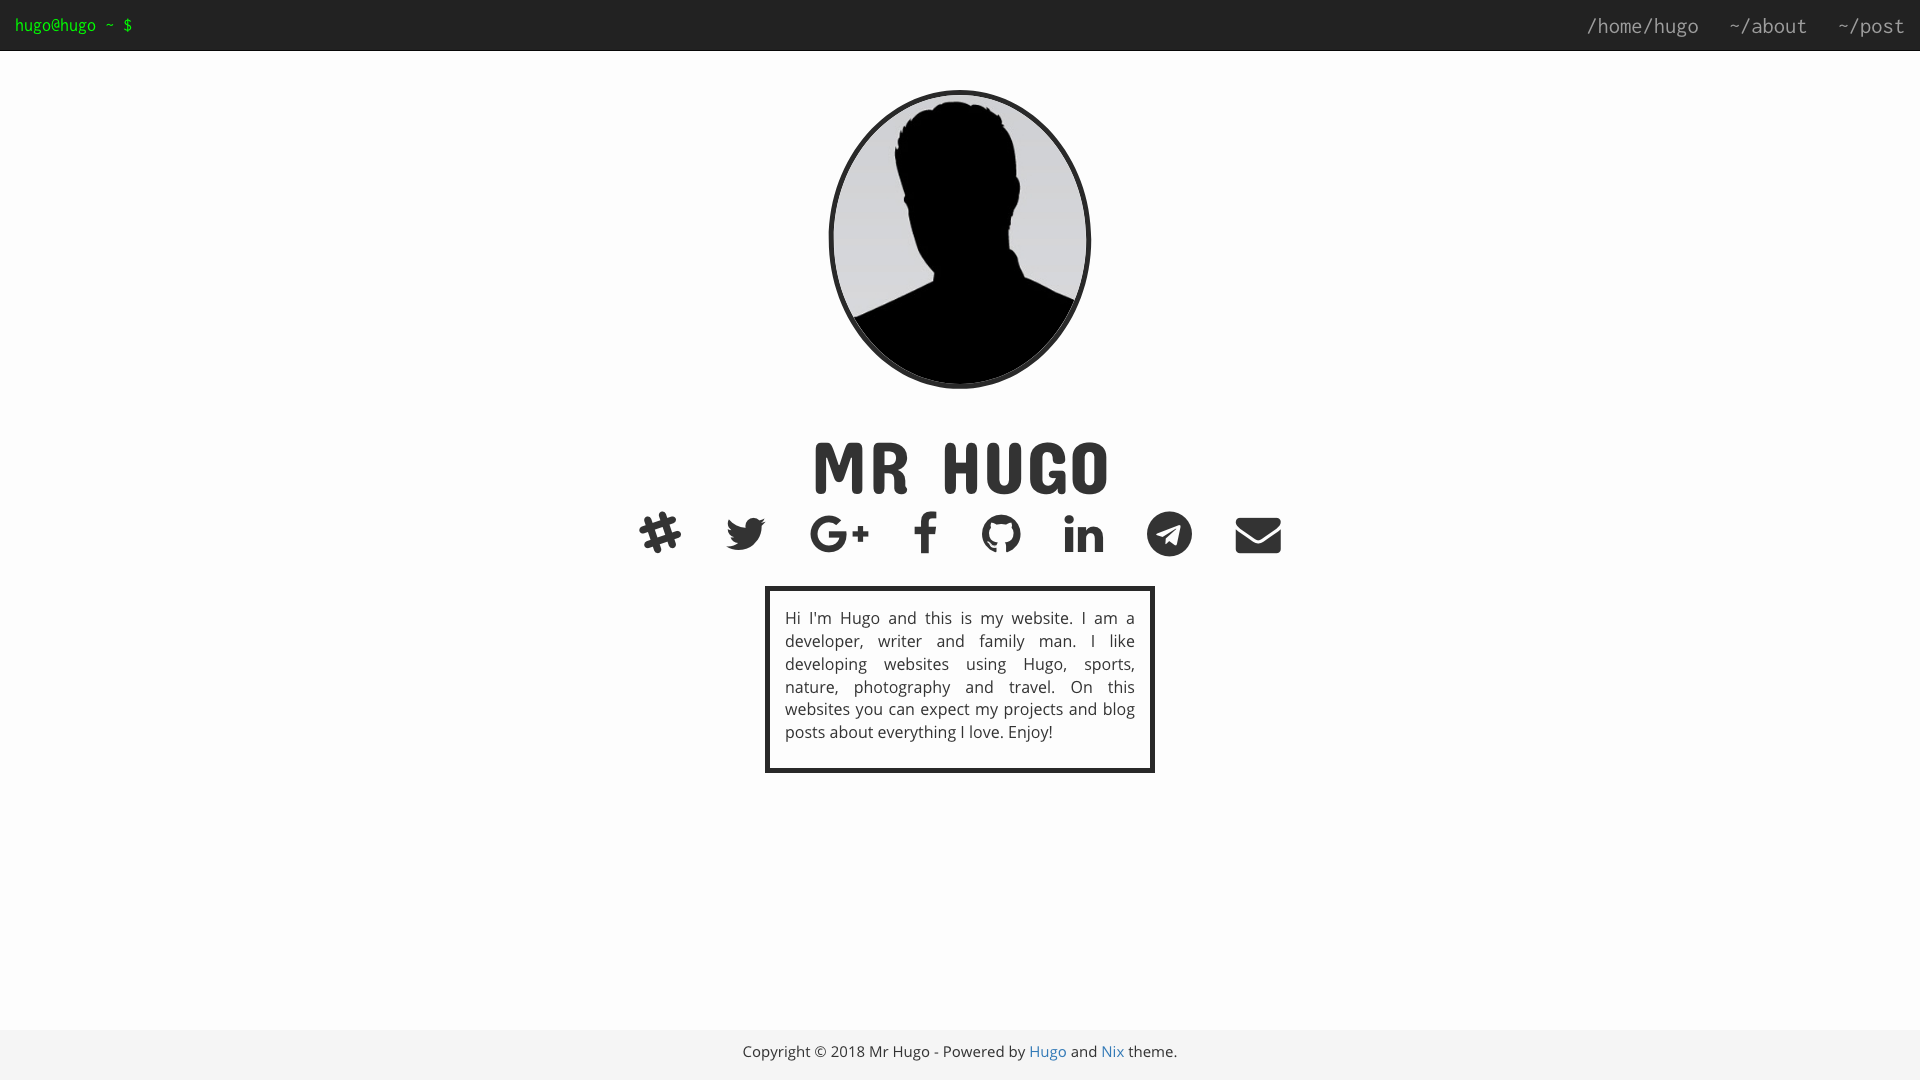 hugo@hugo ~ $
/home/hugo ~/about ~/post
MR HUGO
Hi I'm Hugo and this is my website. I am a
developer, writer and family man. I like
developing websites using Hugo, sports,
nature, photography and travel. On this
websites you can expect my projects and blog
posts about everything I love. Enjoy!
Copyright © 2018 Mr Hugo - Powered by Hugo and Nix theme.